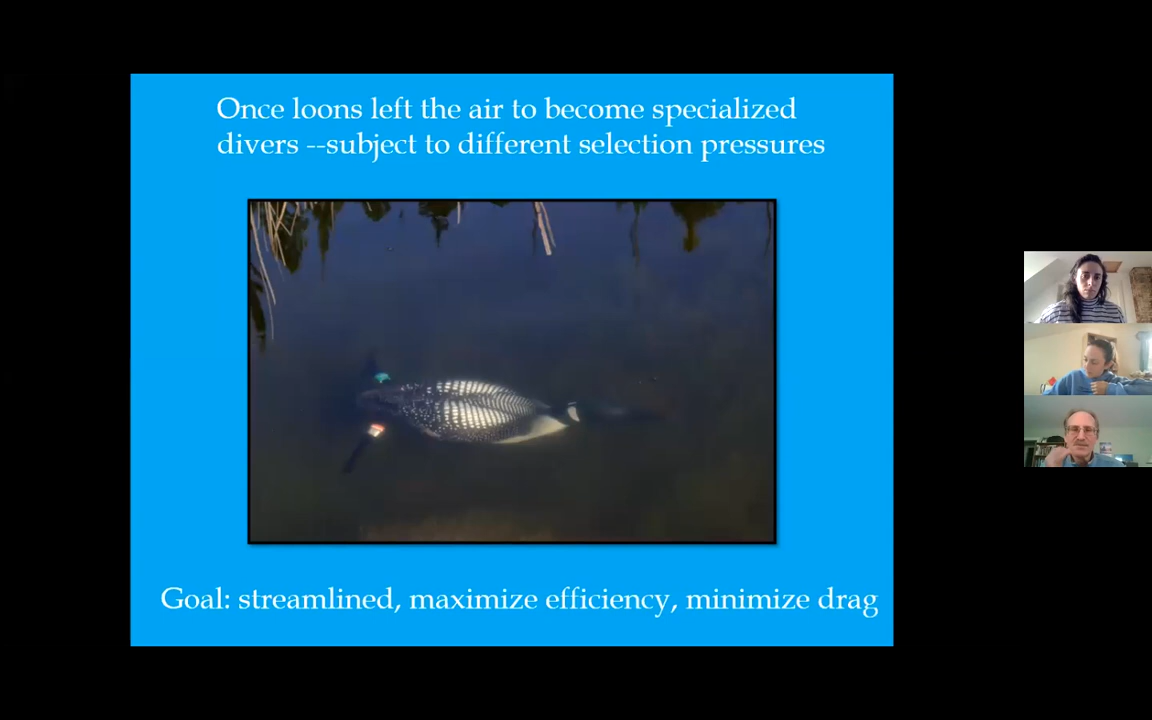 Once loons left the air to become specialized
divers --subject to different selection pressures
Goal: streamlined, maximize efficiency, minimize drag